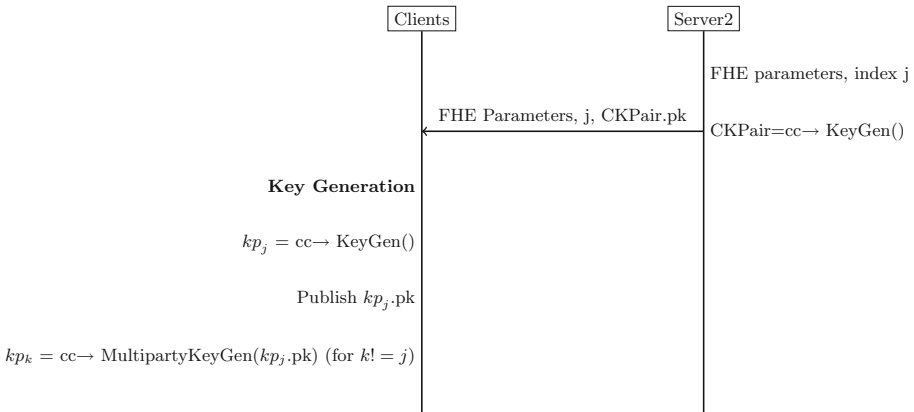 Clients
Server2
FHE parameters, index j
FHE Parameters, j, CKPair.pk
CKPair=cc→ KeyGen()
Key Generation
kp_j = cc→ KeyGen()
Publish kp_j.pk
kp_k = cc→ MultipartyKeyGen(kp_j.pk) (for k! = j)